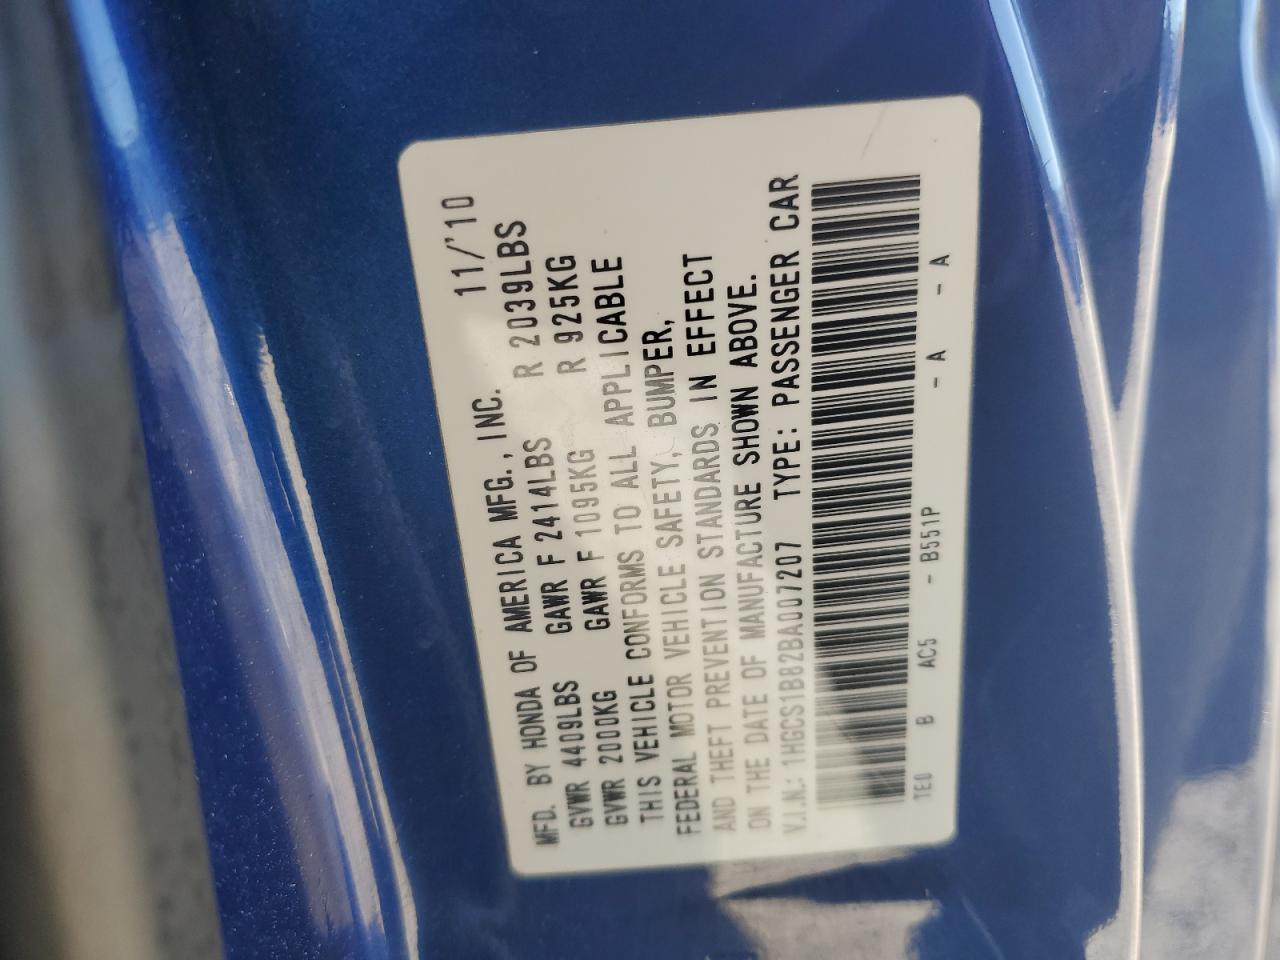 MFD. BY HONDA OF AMERICA MFG., INC. 11/'10
GVWR 4409LBS GAWR F 2414LBS R 2039LBS
GVWR 2000KG GAWR F 1095KG R 925KG
THIS VEHICLE CONFORMS TO ALL APPLICABLE
FEDERAL MOTOR VEHICLE SAFETY, BUMPER,
AND THEFT PREVENTION STANDARDS IN EFFECT
ON THE DATE OF MANUFACTURE SHOWN ABOVE.
V.I.N.: 1HGCS1B82BA007207 TYPE: PASSENGER CAR
TE0 B AC5 - B551P - A - A